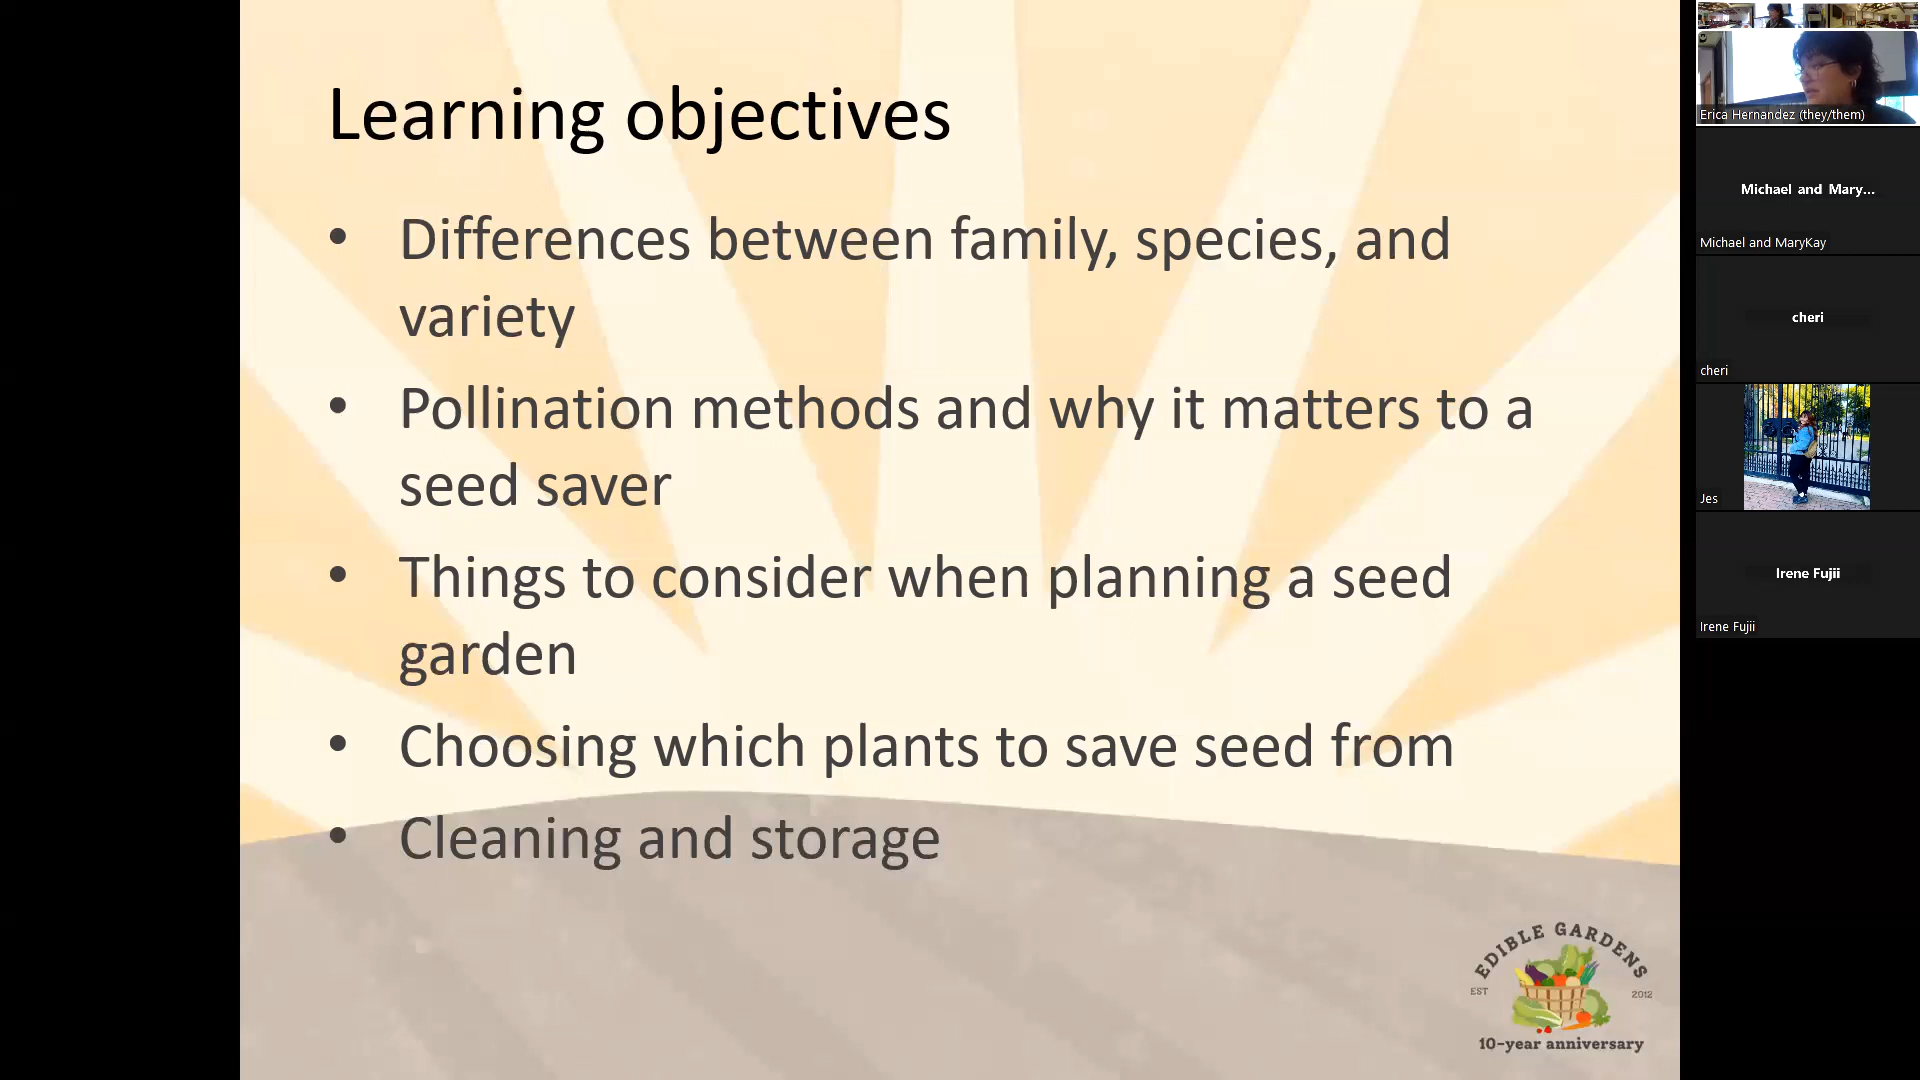 Learning objectives
• Differences between family, species, and
variety
• Pollination methods and why it matters to a
seed saver
• Things to consider when planning a seed
garden
• Choosing which plants to save seed from
• Cleaning and storage
EDIBLE GARDENS
EST 2012
10-year anniversary
Erica Hernandez (they/them)
Michael and Mary...
Michael and MaryKay
cheri
cheri
Jes
Irene Fujii
Irene Fujii